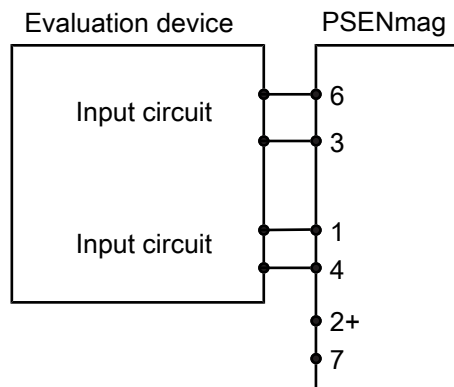 Evaluation device
PSENmag
Input circuit
6
3
Input circuit
1
4
2+
7